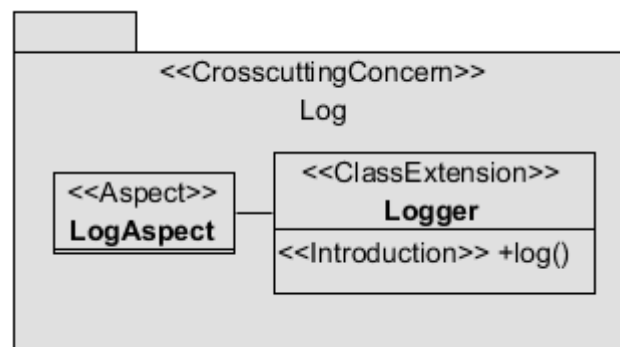 <<CrosscuttingConcern>>
Log
<<Aspect>>
LogAspect
<<ClassExtension>>
Logger
<<Introduction>> +log()